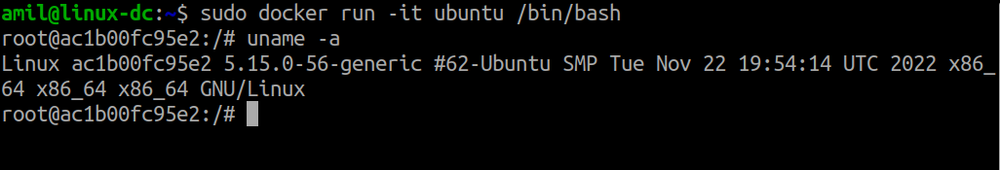 amil@linux-dc:~$ sudo docker run -it ubuntu /bin/bash
root@ac1b00fc95e2:/# uname -a
Linux ac1b00fc95e2 5.15.0-56-generic #62-Ubuntu SMP Tue Nov 22 19:54:14 UTC 2022 x86_
64 x86_64 x86_64 GNU/Linux
root@ac1b00fc95e2:/#